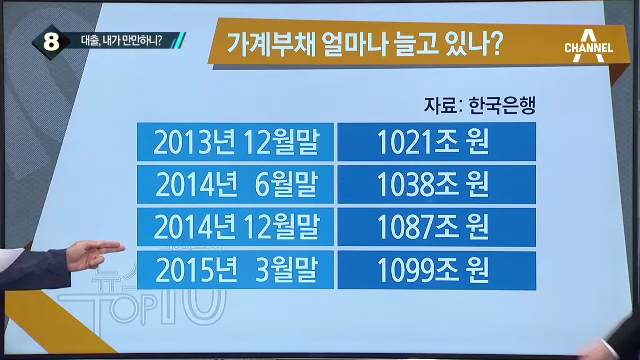 8 대출, 내가 만만하니?
가계부채 얼마나 늘고 있나?
CHANNEL A
자료: 한국은행
2013년 12월말 1021조 원
2014년 6월말 1038조 원
2014년 12월말 1087조 원
2015년 3월말 1099조 원
뉴스
TOP10